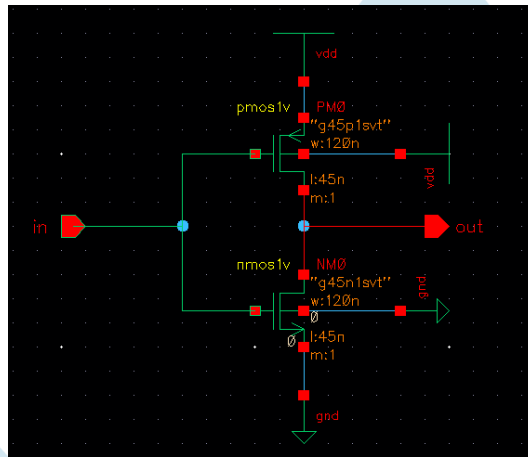 vdd
pmos1v PM0
"g45p1svt"
w:120n
vdd
l:45n
m:1
in
out
nmos1v NM0
"g45n1svt"
w:120n
gnd
0
0
l:45n
m:1
gnd